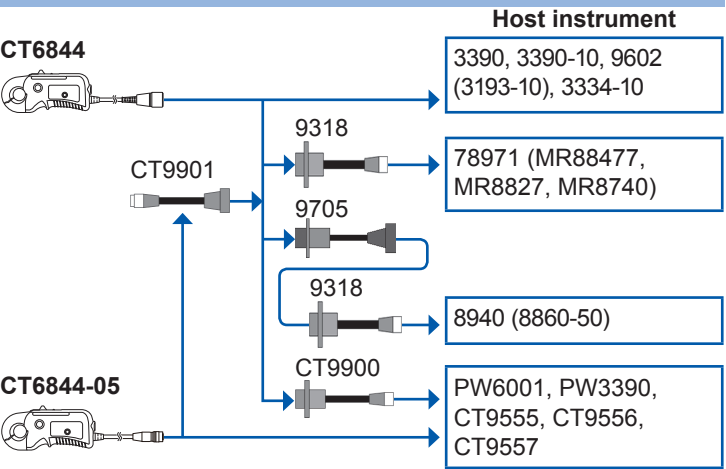 Host instrument
CT6844
3390, 3390-10, 9602
(3193-10), 3334-10
9318
78971 (MR88477,
MR8827, MR8740)
CT9901
9705
9318
8940 (8860-50)
CT9900
CT6844-05
PW6001, PW3390,
CT9555, CT9556,
CT9557